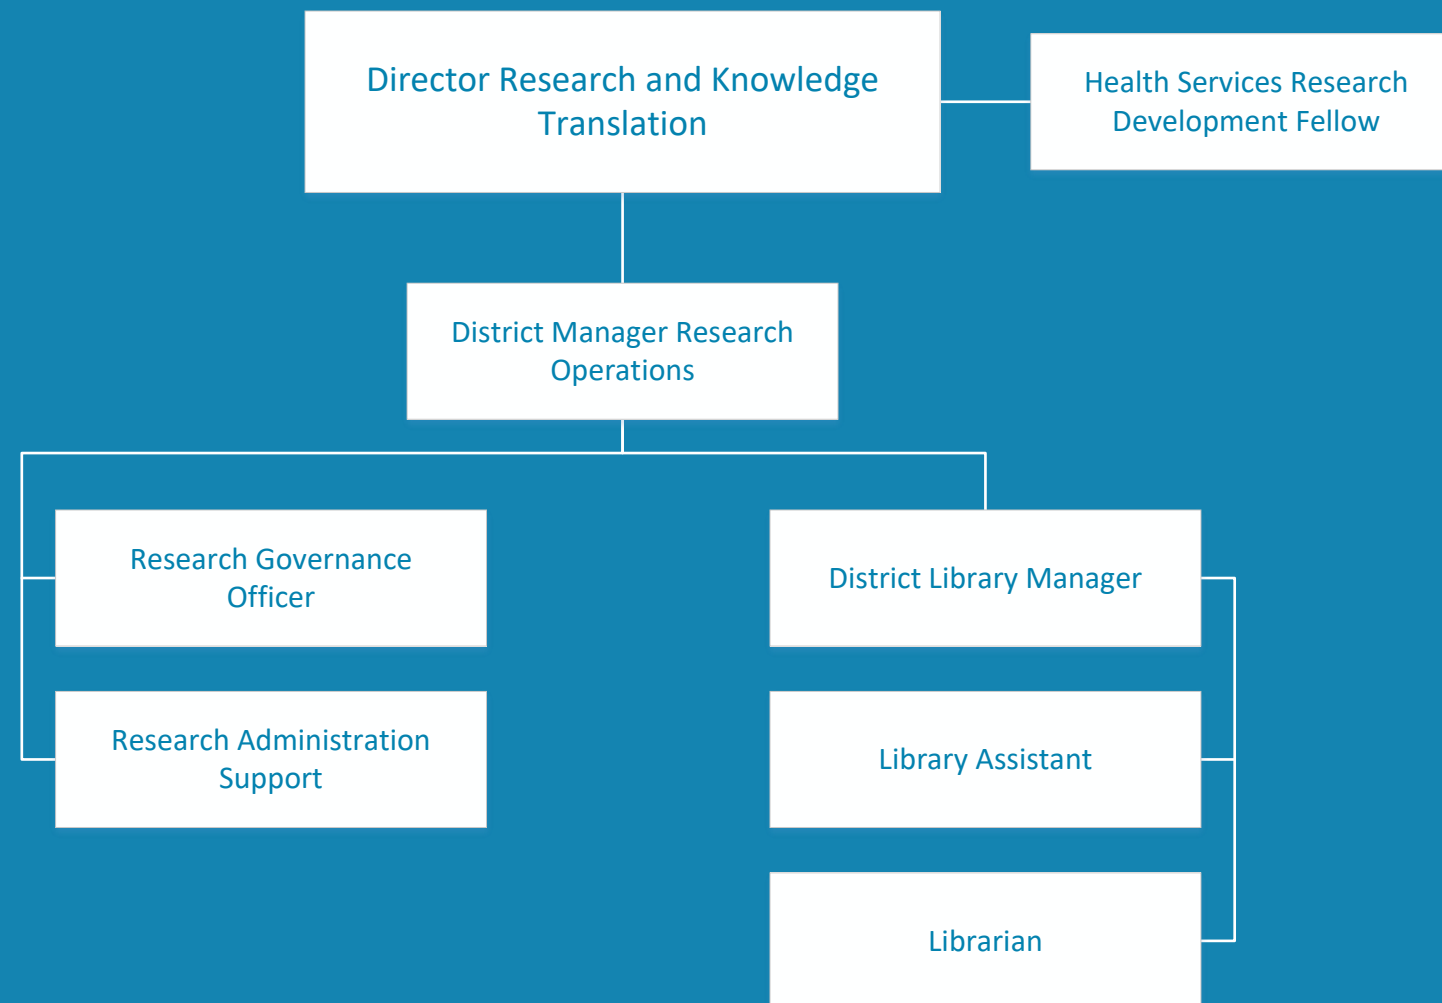 Director Research and Knowledge
Translation
Health Services Research
Development Fellow
District Manager Research
Operations
Research Governance
Officer
District Library Manager
Research Administration
Support
Library Assistant
Librarian